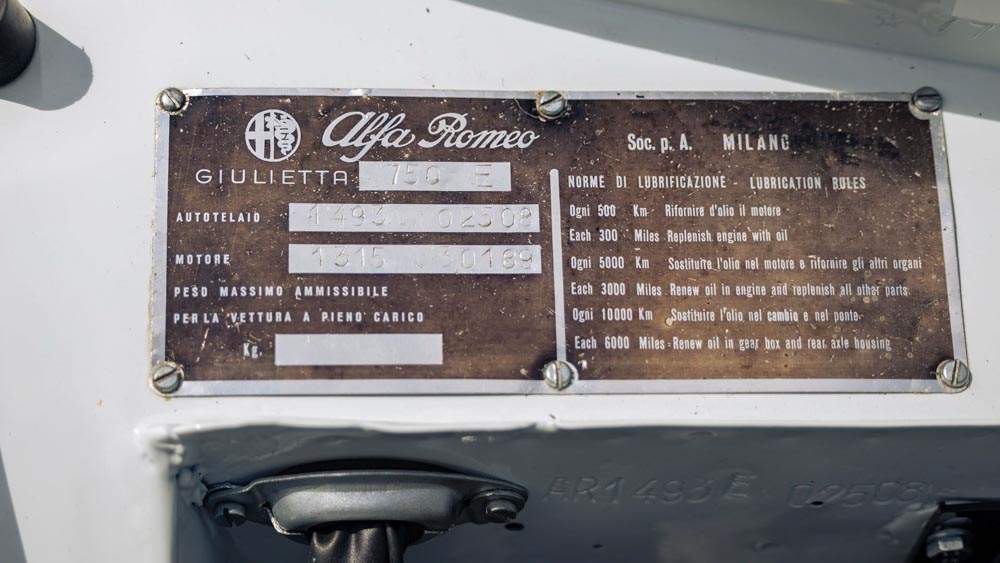 Alfa Romeo
GIULIETTA 750 E
AUTOTELAIO 1493 02508
MOTORE 1315 30189
PESO MASSIMO AMMISSIBILE
PER LA VETTURA A PIENO CARICO
Kg.
Soc. p. A. MILANO
NORME DI LUBRIFICAZIONE - LUBRICATION RULES
Ogni 500 Km Rifornire d'olio il motore
Each 300 Miles Replenish engine with oil
Ogni 5000 Km Sostituire l'olio nel motore e rifornire gli altri organi
Each 3000 Miles Renew oil in engine and replenish all other parts
Ogni 10000 Km Sostituire l'olio nel cambio e nel ponte
Each 6000 Miles Renew oil in gear box and rear axle housing
AR1493E 02508